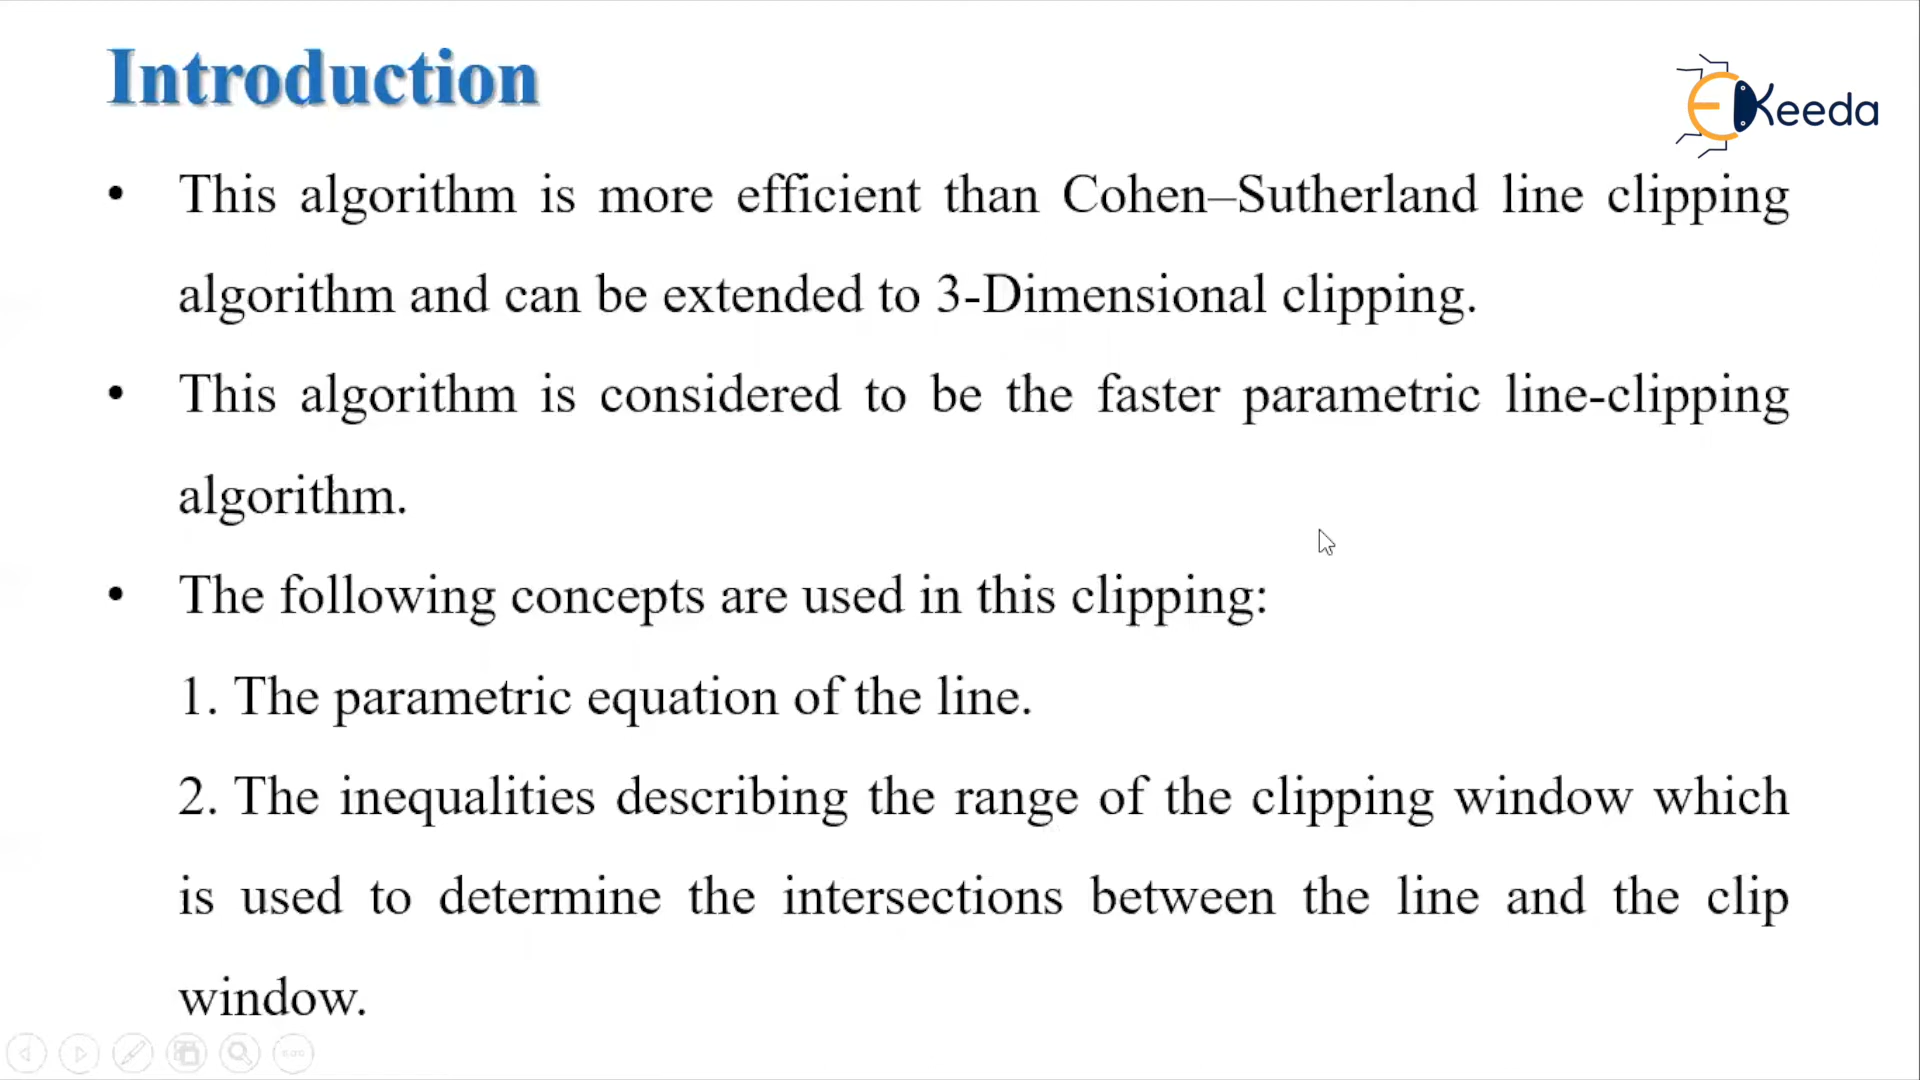 Introduction
EKeeda
• This algorithm is more efficient than Cohen–Sutherland line clipping
algorithm and can be extended to 3-Dimensional clipping.
• This algorithm is considered to be the faster parametric line-clipping
algorithm.
• The following concepts are used in this clipping:
1. The parametric equation of the line.
2. The inequalities describing the range of the clipping window which
is used to determine the intersections between the line and the clip
window.